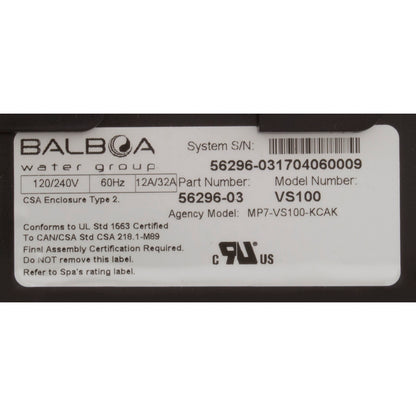 BALBOA
water group
System S/N:
56296-031704060009
120/240V 60Hz 12A/32A
Part Number: Model Number:
56296-03 VS100
CSA Enclosure Type 2.
Agency Model: MP7-VS100-KCAK
Conforms to UL Std 1563 Certified
To CAN/CSA Std CSA 218.1-M89
Final Assembly Certification Required.
Do NOT remove this label.
Refer to Spa's rating label.
C RU US